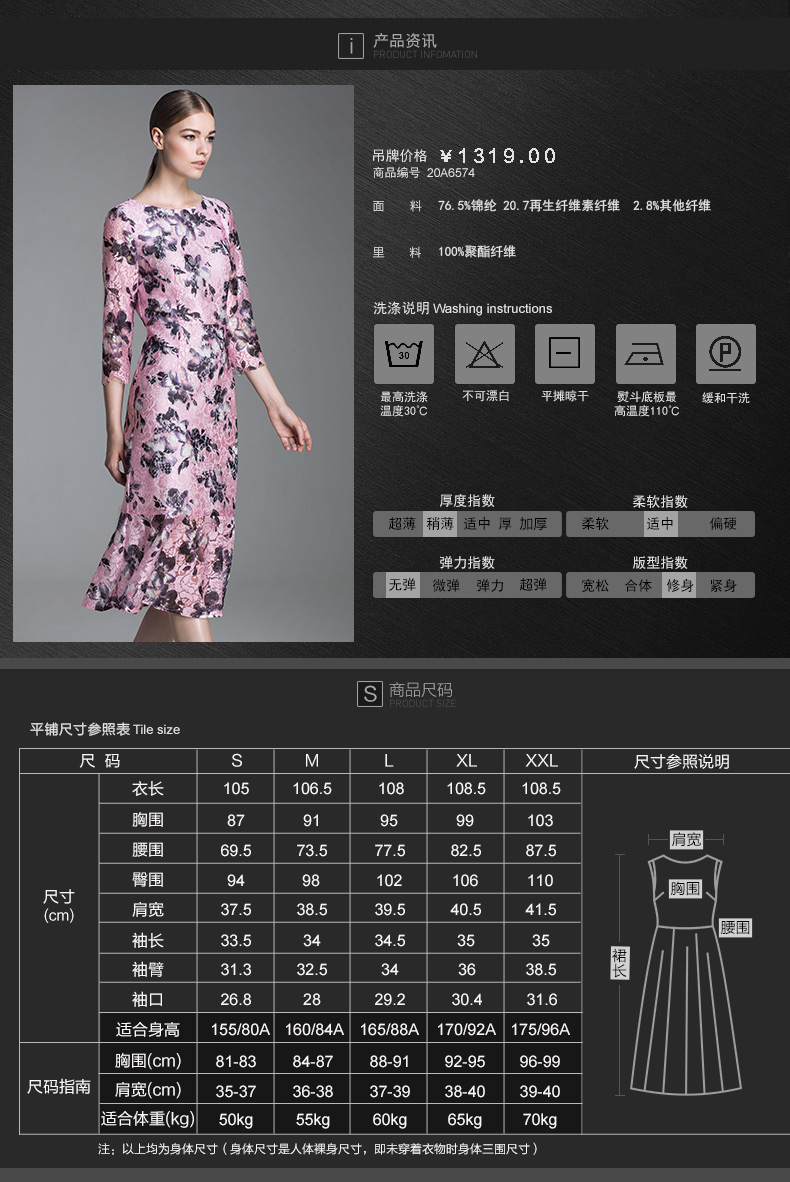 i 产品资讯
PRODUCT INFOMATION
吊牌价格 ¥1319.00
商品编号 20A6574
面 料 76.5%锦纶 20.7再生纤维素纤维 2.8%其他纤维
里 料 100%聚酯纤维
洗涤说明 Washing instructions
30 P
最高洗涤温度30℃ 不可漂白 平摊晾干 熨斗底板最高温度110℃ 缓和干洗
厚度指数 柔软指数
超薄 稍薄 适中 厚 加厚 柔软 适中 偏硬
弹力指数 版型指数
无弹 微弹 弹力 超弹 宽松 合体 修身 紧身
S 商品尺码
PRODUCT SIZE
平铺尺寸参照表 Tile size
尺 码 S M L XL XXL 尺寸参照说明
尺寸(cm)
衣长 105 106.5 108 108.5 108.5
胸围 87 91 95 99 103
腰围 69.5 73.5 77.5 82.5 87.5
臀围 94 98 102 106 110
肩宽 37.5 38.5 39.5 40.5 41.5
袖长 33.5 34 34.5 35 35
袖臂 31.3 32.5 34 36 38.5
袖口 26.8 28 29.2 30.4 31.6
适合身高 155/80A 160/84A 165/88A 170/92A 175/96A
尺码指南
胸围(cm) 81-83 84-87 88-91 92-95 96-99
肩宽(cm) 35-37 36-38 37-39 38-40 39-40
适合体重(kg) 50kg 55kg 60kg 65kg 70kg
肩宽
胸围
腰围
裙长
注：以上均为身体尺寸（身体尺寸是人体裸身尺寸，即未穿着衣物时身体三围尺寸）